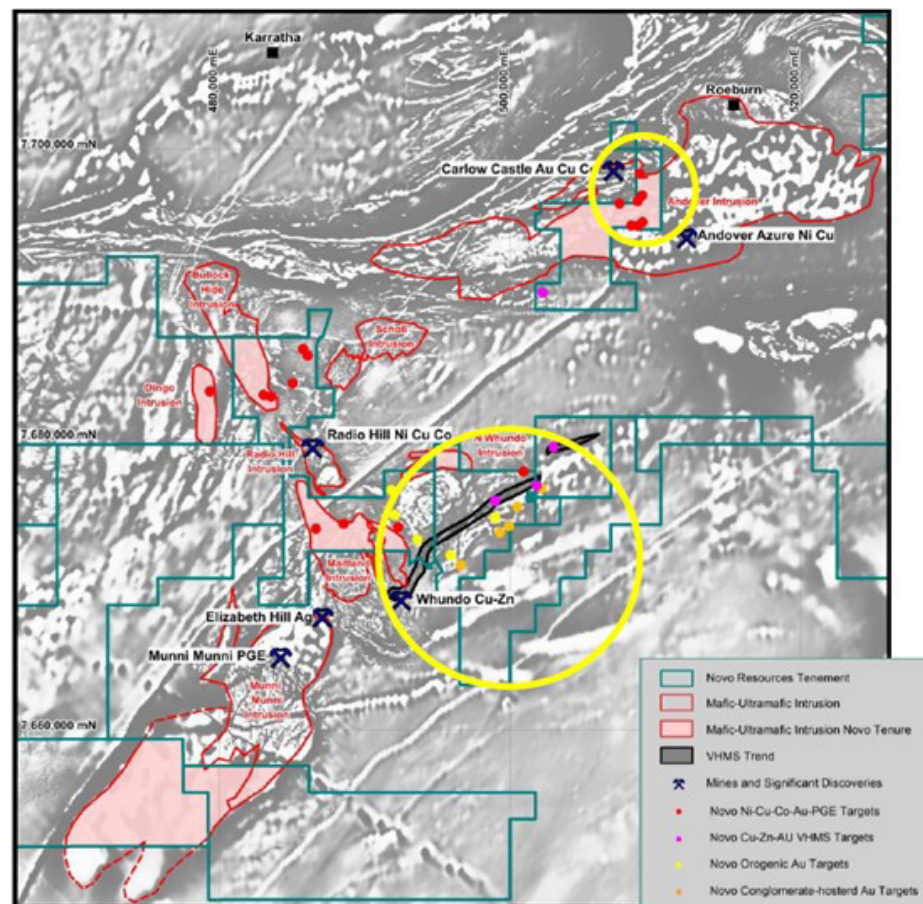 Karratha
480,000 mE
500,000 mE
520,000 mE
Roeburn
7,700,000 mN
Carlow Castle Au Cu Co
Andover Intrusion
Andover Azure Ni Cu
Bullock
Hide
Intrusion
Scholl
Intrusion
Dingo
Intrusion
7,680,000 mN
Radio Hill Ni Cu Co
N Whundo
Intrusion
Radio Hill
Intrusion
Maitland
Intrusion
Whundo Cu-Zn
Elizabeth Hill Ag
Munni Munni PGE
Munni
Munni
Intrusion
7,660,000 mN
Novo Resources Tenement
Mafic-Ultramafic Intrusion
Mafic-Ultramafic Intrusion Novo Tenure
VHMS Trend
Mines and Significant Discoveries
Novo Ni-Cu-Co-Au-PGE Targets
Novo Cu-Zn-AU VHMS Targets
Novo Orogenic Au Targets
Novo Conglomerate-hosterd Au Targets